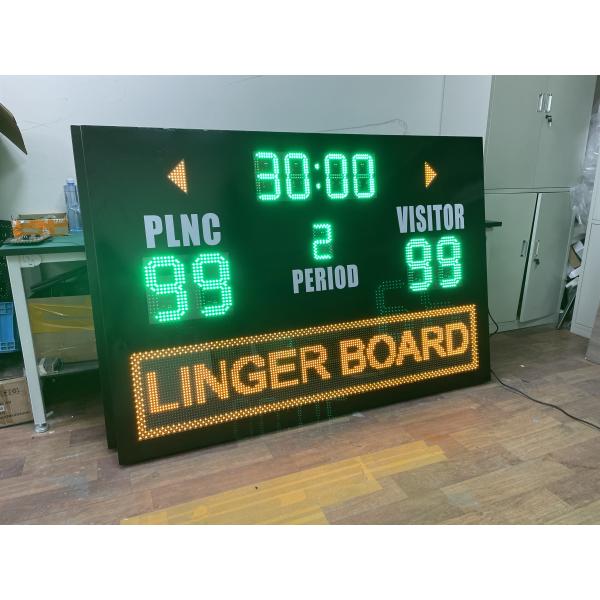 30:00
PLNC
VISITOR
99
2
99
PERIOD
LINGER BOARD